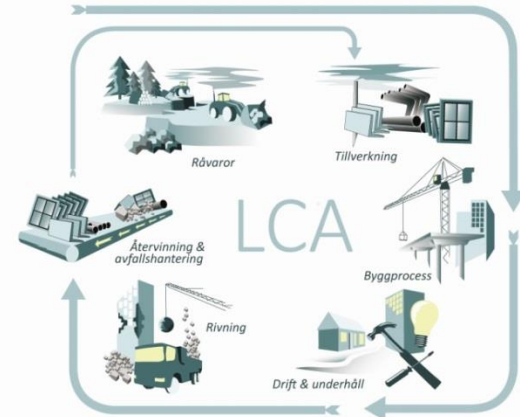 Råvaror
Tillverkning
LCA
Återvinning &
avfallshantering
Byggprocess
Rivning
Drift & underhåll